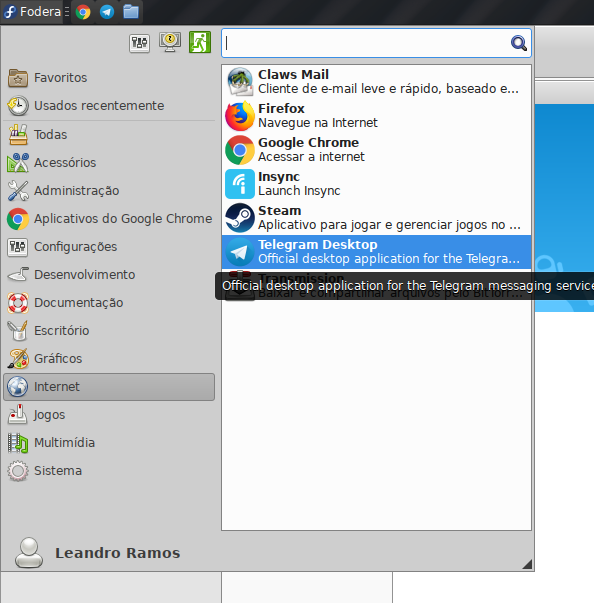 Fodera
Favoritos
Usados recentemente
Todas
Acessórios
Administração
Aplicativos do Google Chrome
Configurações
Desenvolvimento
Documentação
Escritório
Gráficos
Internet
Jogos
Multimídia
Sistema
Claws Mail
Cliente de e-mail leve e rápido, baseado e...
Firefox
Navegue na Internet
Google Chrome
Acessar a internet
Insync
Launch Insync
Steam
Aplicativo para jogar e gerenciar jogos no ...
Telegram Desktop
Official desktop application for the Telegra...
Transmission
Baixar e compartilhar arquivos pelo BitTorr...
Official desktop application for the Telegram messaging service
Leandro Ramos